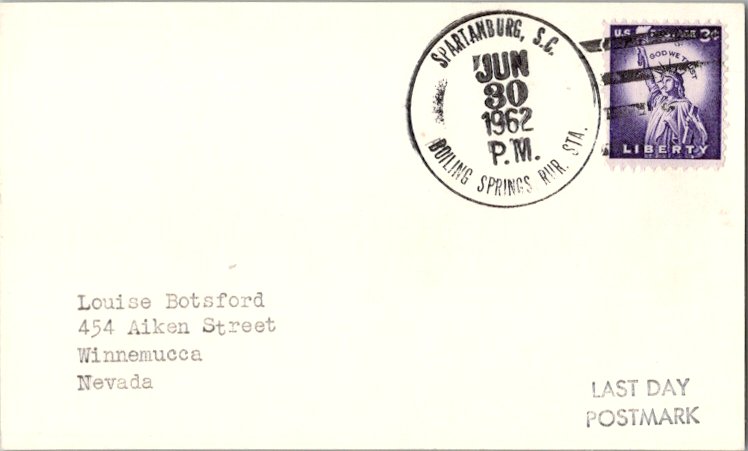 SPARTANBURG, S.C.
JUN
30
1962
P.M.
BOILING SPRINGS RUR. STA.
U.S. POSTAGE 3¢
IN GOD WE TRUST
LIBERTY
Louise Botsford
454 Aiken Street
Winnemucca
Nevada
LAST DAY
POSTMARK